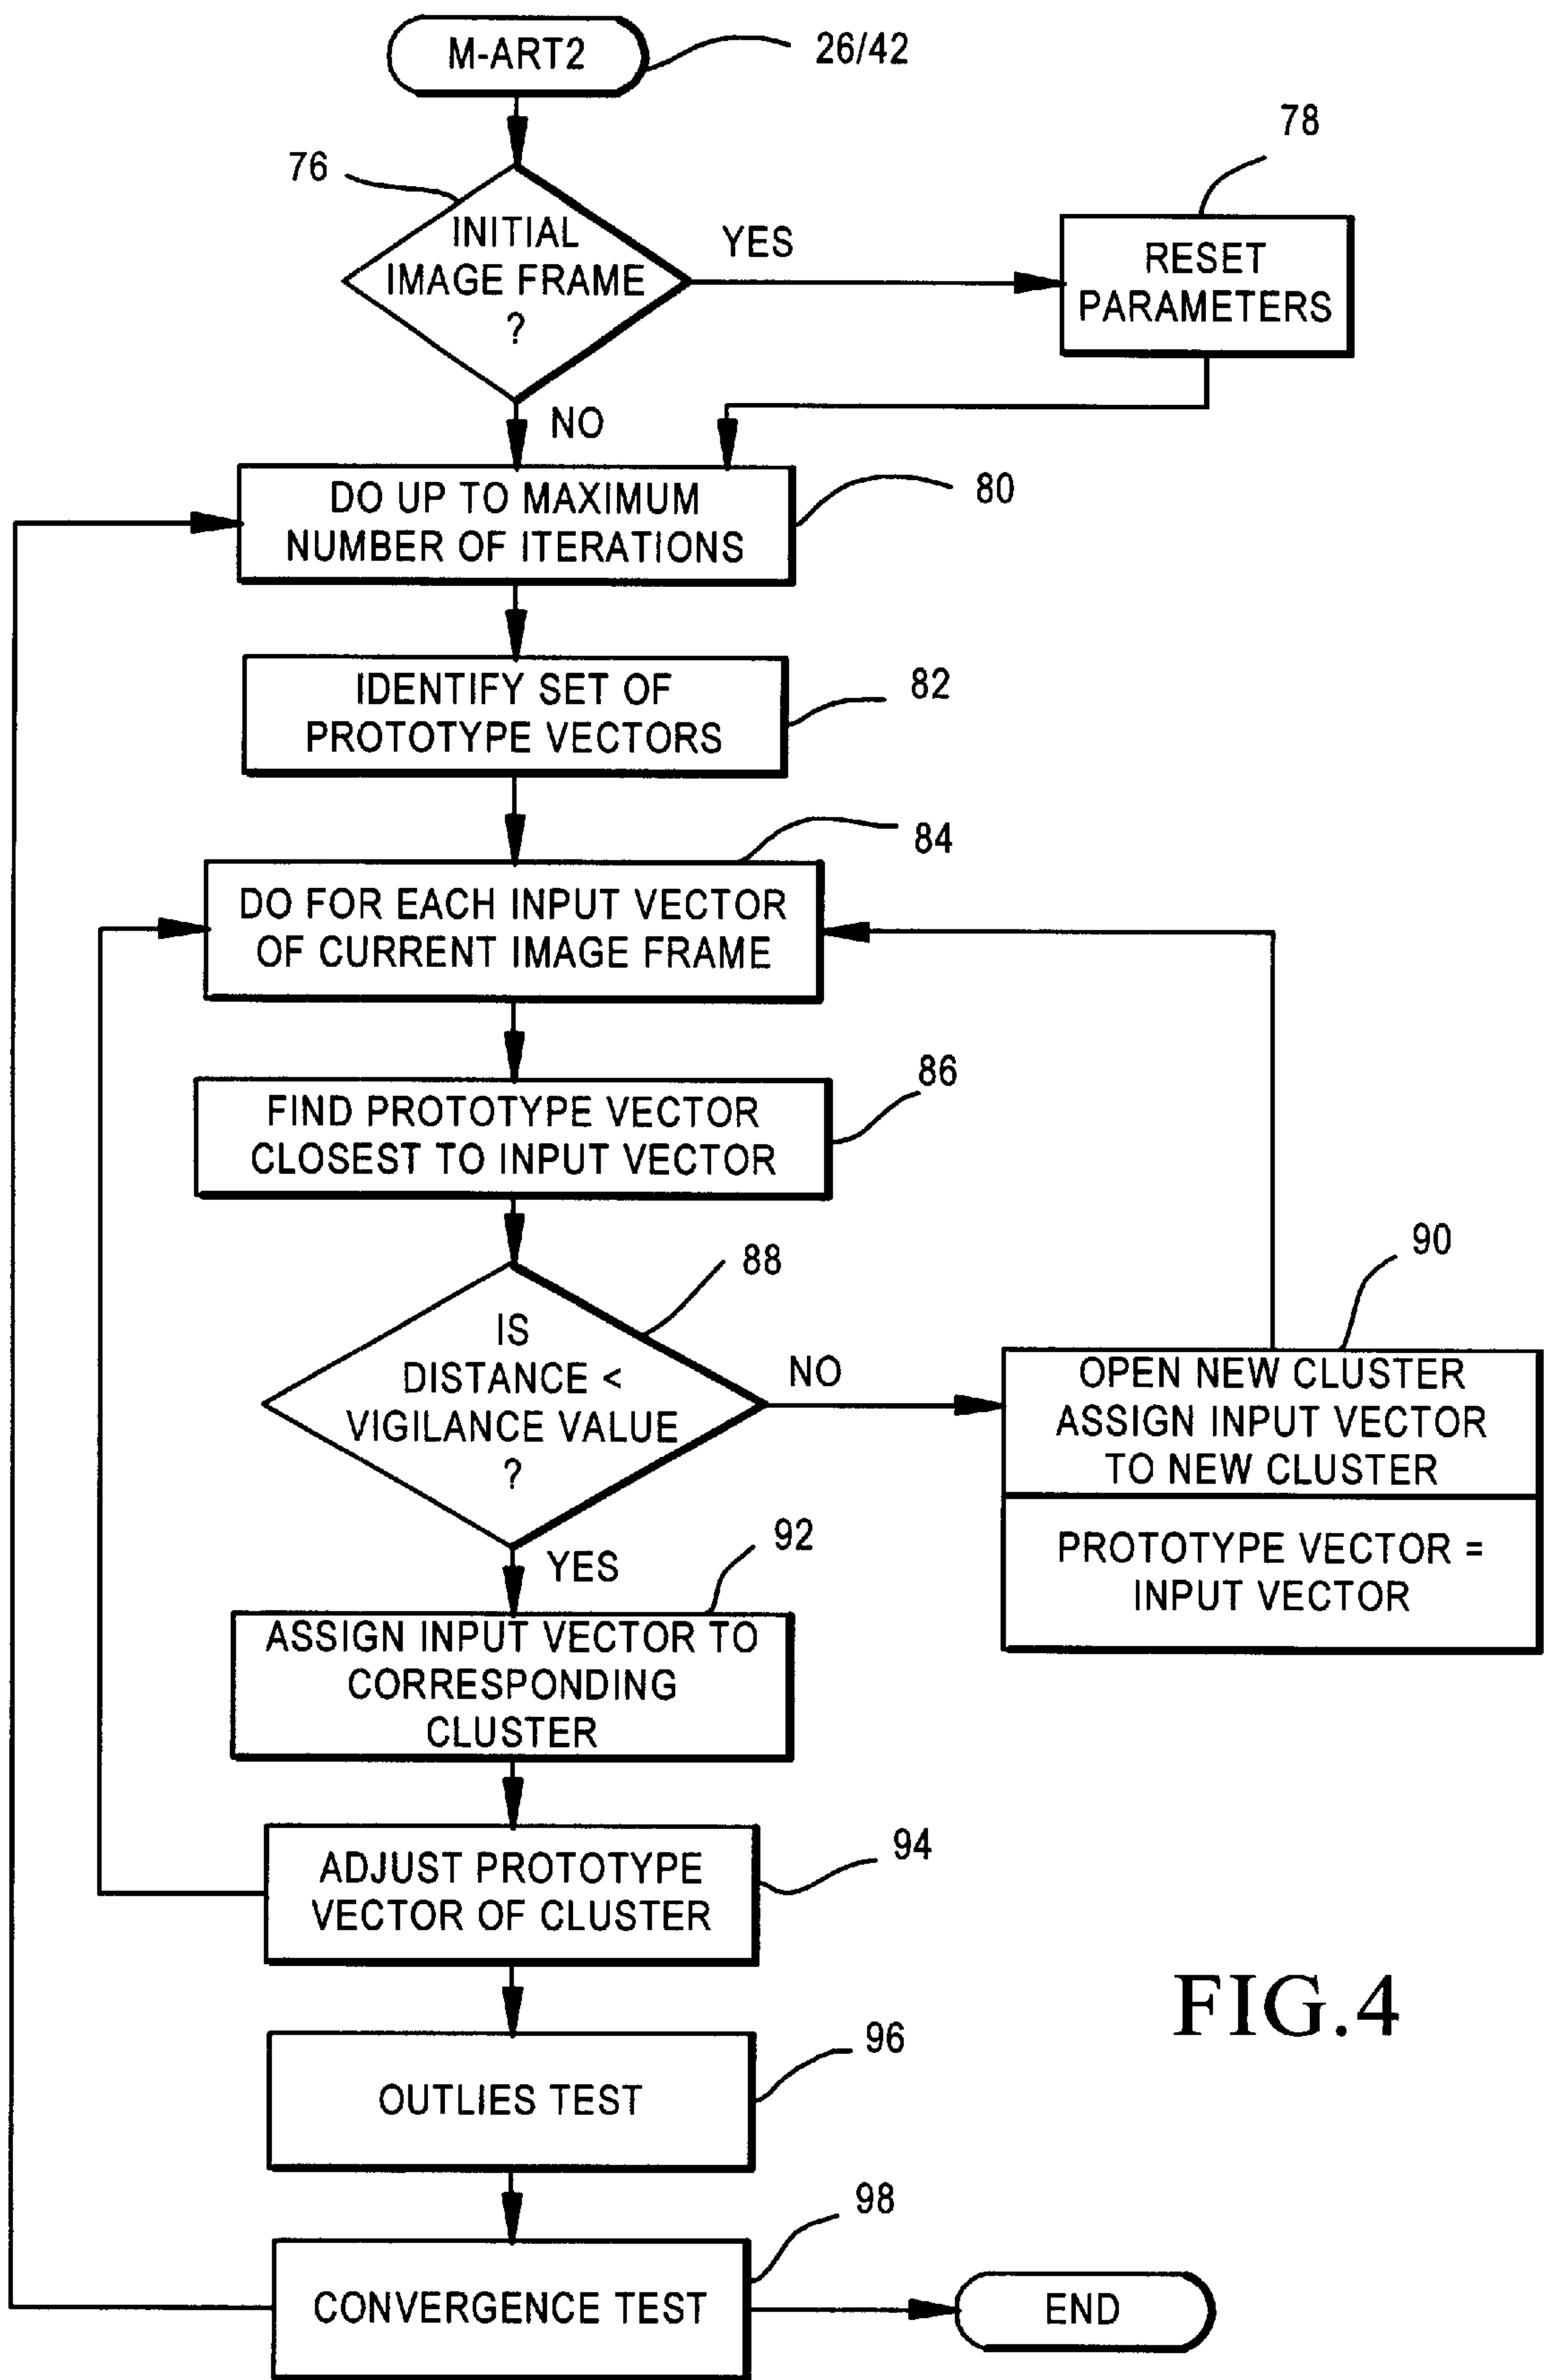 M-ART2
26/42
76
78
INITIAL
IMAGE FRAME
?
YES
RESET
PARAMETERS
NO
80
DO UP TO MAXIMUM
NUMBER OF ITERATIONS
82
IDENTIFY SET OF
PROTOTYPE VECTORS
84
DO FOR EACH INPUT VECTOR
OF CURRENT IMAGE FRAME
86
FIND PROTOTYPE VECTOR
CLOSEST TO INPUT VECTOR
88
IS
DISTANCE <
VIGILANCE VALUE
?
NO
90
OPEN NEW CLUSTER
ASSIGN INPUT VECTOR
TO NEW CLUSTER
PROTOTYPE VECTOR =
INPUT VECTOR
YES
92
ASSIGN INPUT VECTOR TO
CORRESPONDING
CLUSTER
94
ADJUST PROTOTYPE
VECTOR OF CLUSTER
96
OUTLIES TEST
98
CONVERGENCE TEST
END
FIG.4